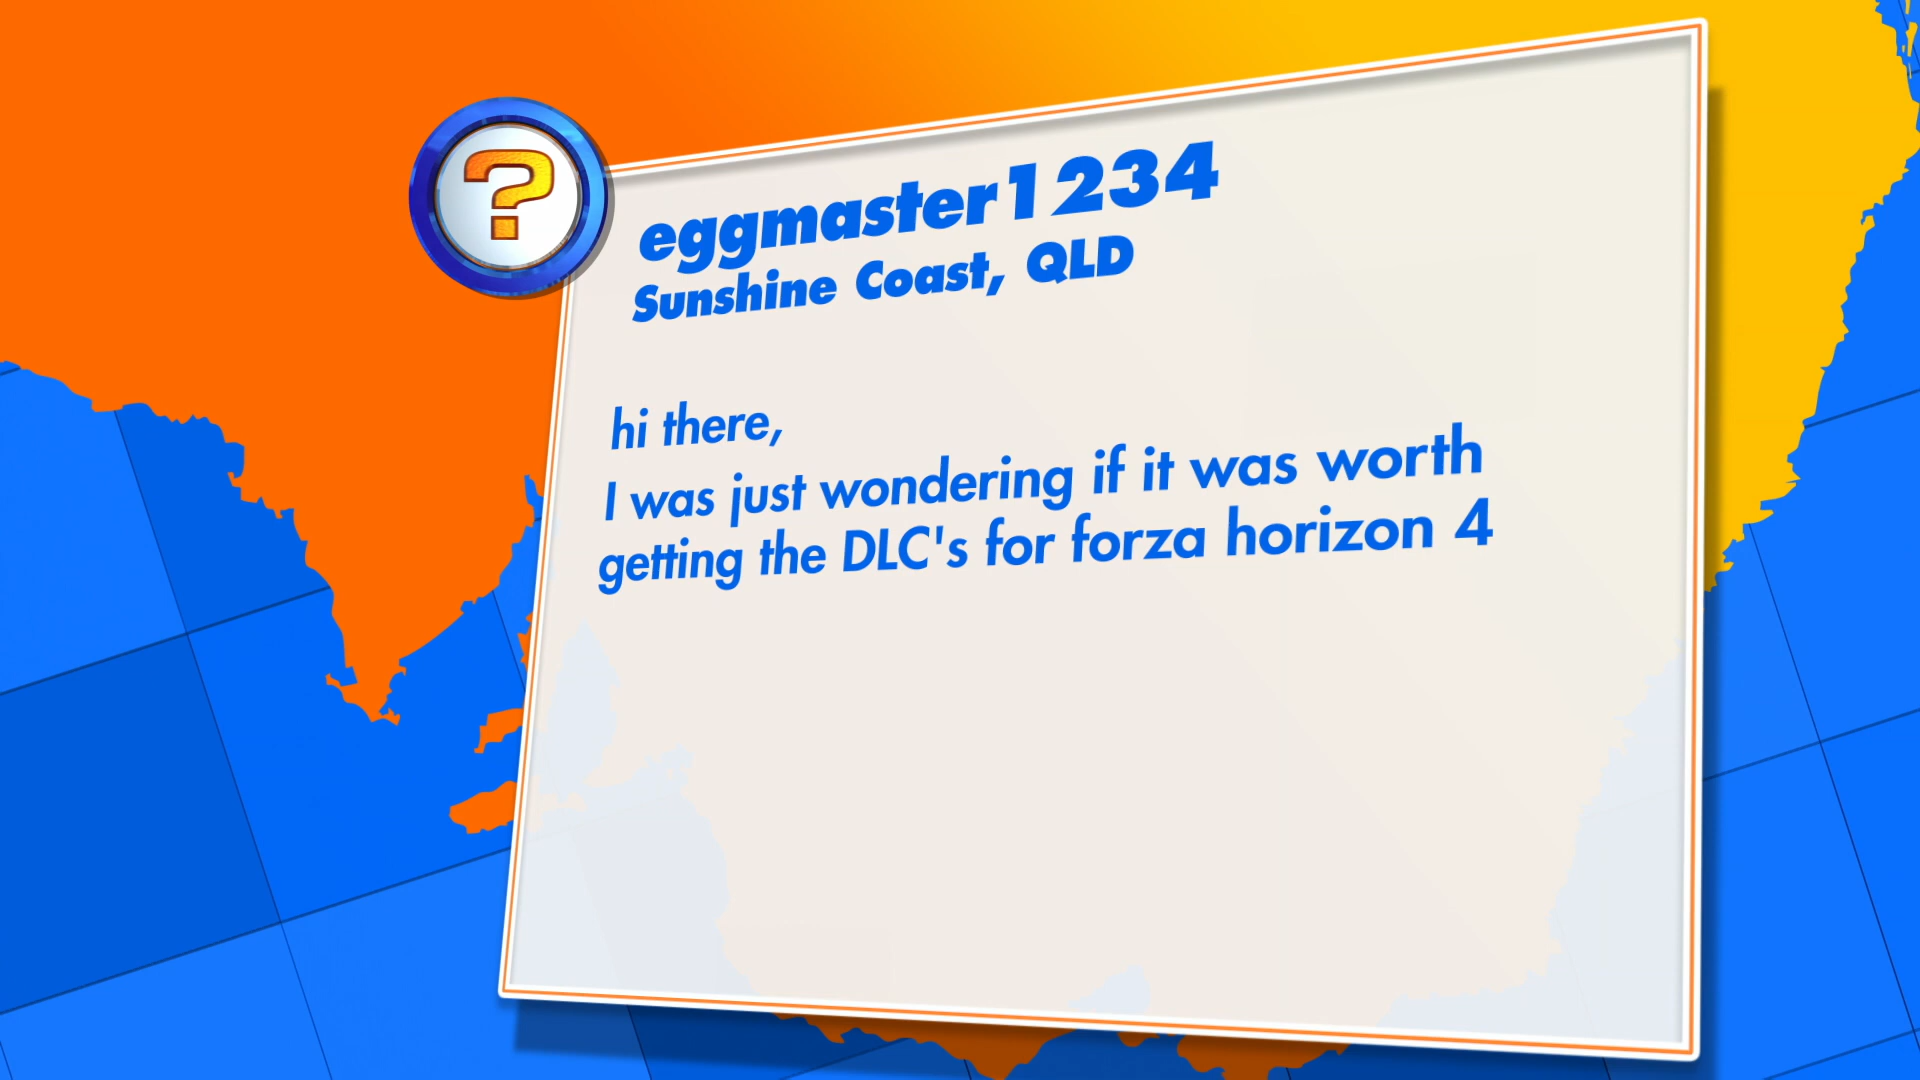 ?
eggmaster1234
Sunshine Coast, QLD
hi there,
I was just wondering if it was worth
getting the DLC's for forza horizon 4